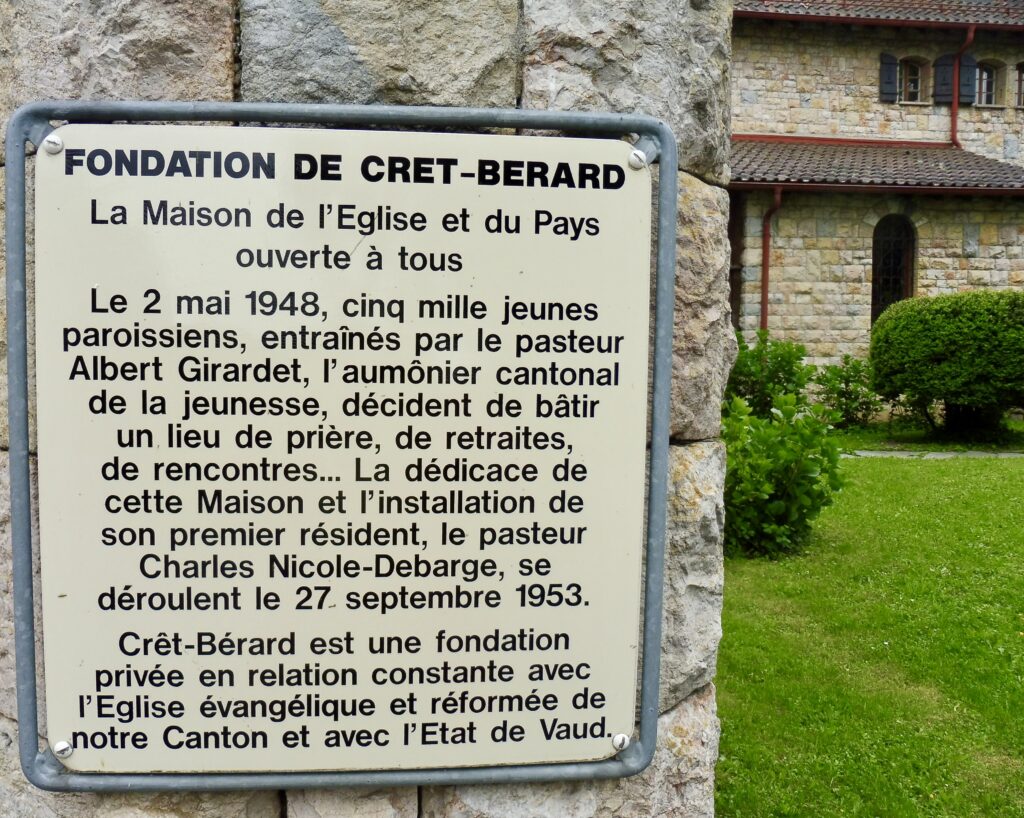 FONDATION DE CRET-BERARD
La Maison de l'Eglise et du Pays
ouverte à tous
Le 2 mai 1948, cinq mille jeunes
paroissiens, entraînés par le pasteur
Albert Girardet, l'aumônier cantonal
de la jeunesse, décident de bâtir
un lieu de prière, de retraites,
de rencontres... La dédicace de
cette Maison et l'installation de
son premier résident, le pasteur
Charles Nicole-Debarge, se
déroulent le 27 septembre 1953.
Crêt-Bérard est une fondation
privée en relation constante avec
l'Eglise évangélique et réformée de
notre Canton et avec l'Etat de Vaud.